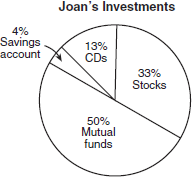 Joan's Investments
4%
Savings
account
13%
CDs
33%
Stocks
50%
Mutual
funds